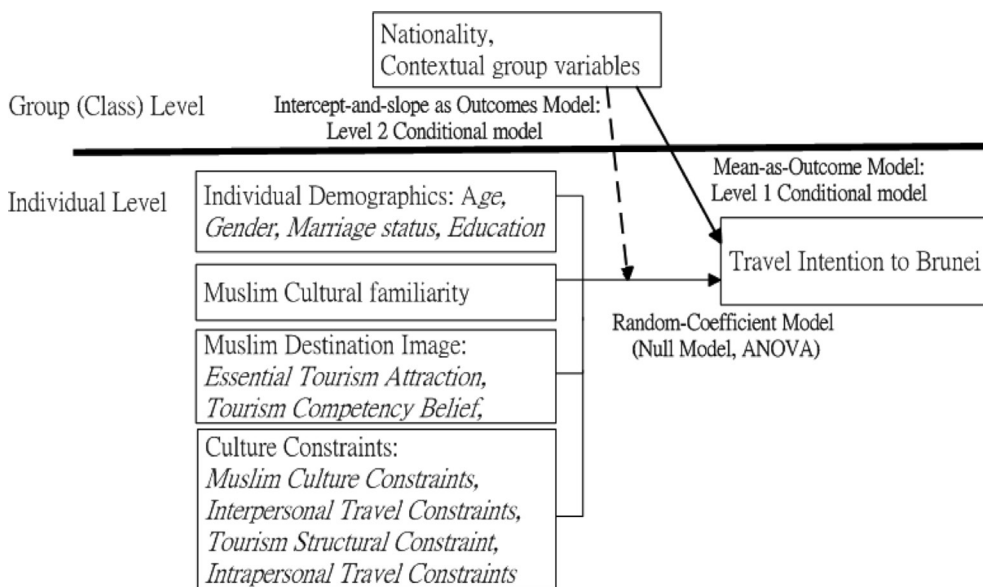 Nationality,
Contextual group variables
Group (Class) Level
Intercept-and-slope as Outcomes Model:
Level 2 Conditional model
Mean-as-Outcome Model:
Level 1 Conditional model
Individual Level
Individual Demographics: Age,
Gender, Marriage status, Education
Travel Intention to Brunei
Muslim Cultural familiarity
Random-Coefficient Model
(Null Model, ANOVA)
Muslim Destination Image:
Essential Tourism Attraction,
Tourism Competency Belief,
Culture Constraints:
Muslim Culture Constraints,
Interpersonal Travel Constraints,
Tourism Structural Constraint,
Intrapersonal Travel Constraints